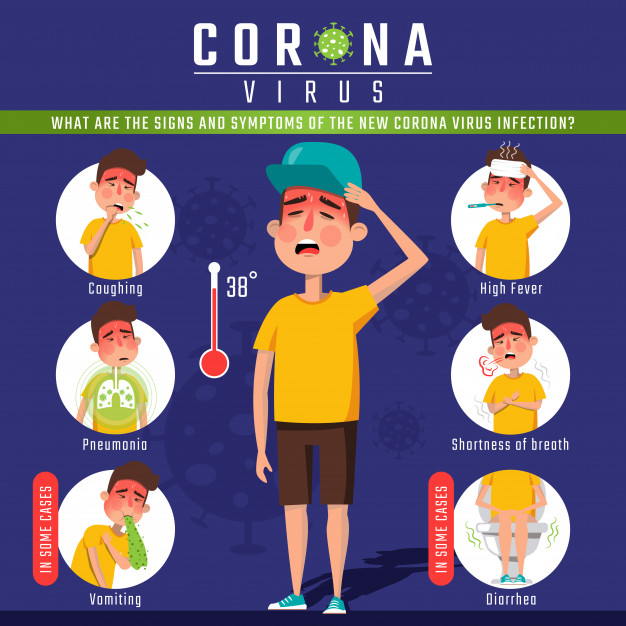 CORONA
VIRUS
WHAT ARE THE SIGNS AND SYMPTOMS OF THE NEW CORONA VIRUS INFECTION?
Coughing
High Fever
38°
Pneumonia
Shortness of breath
IN SOME CASES
Vomiting
IN SOME CASES
Diarrhea